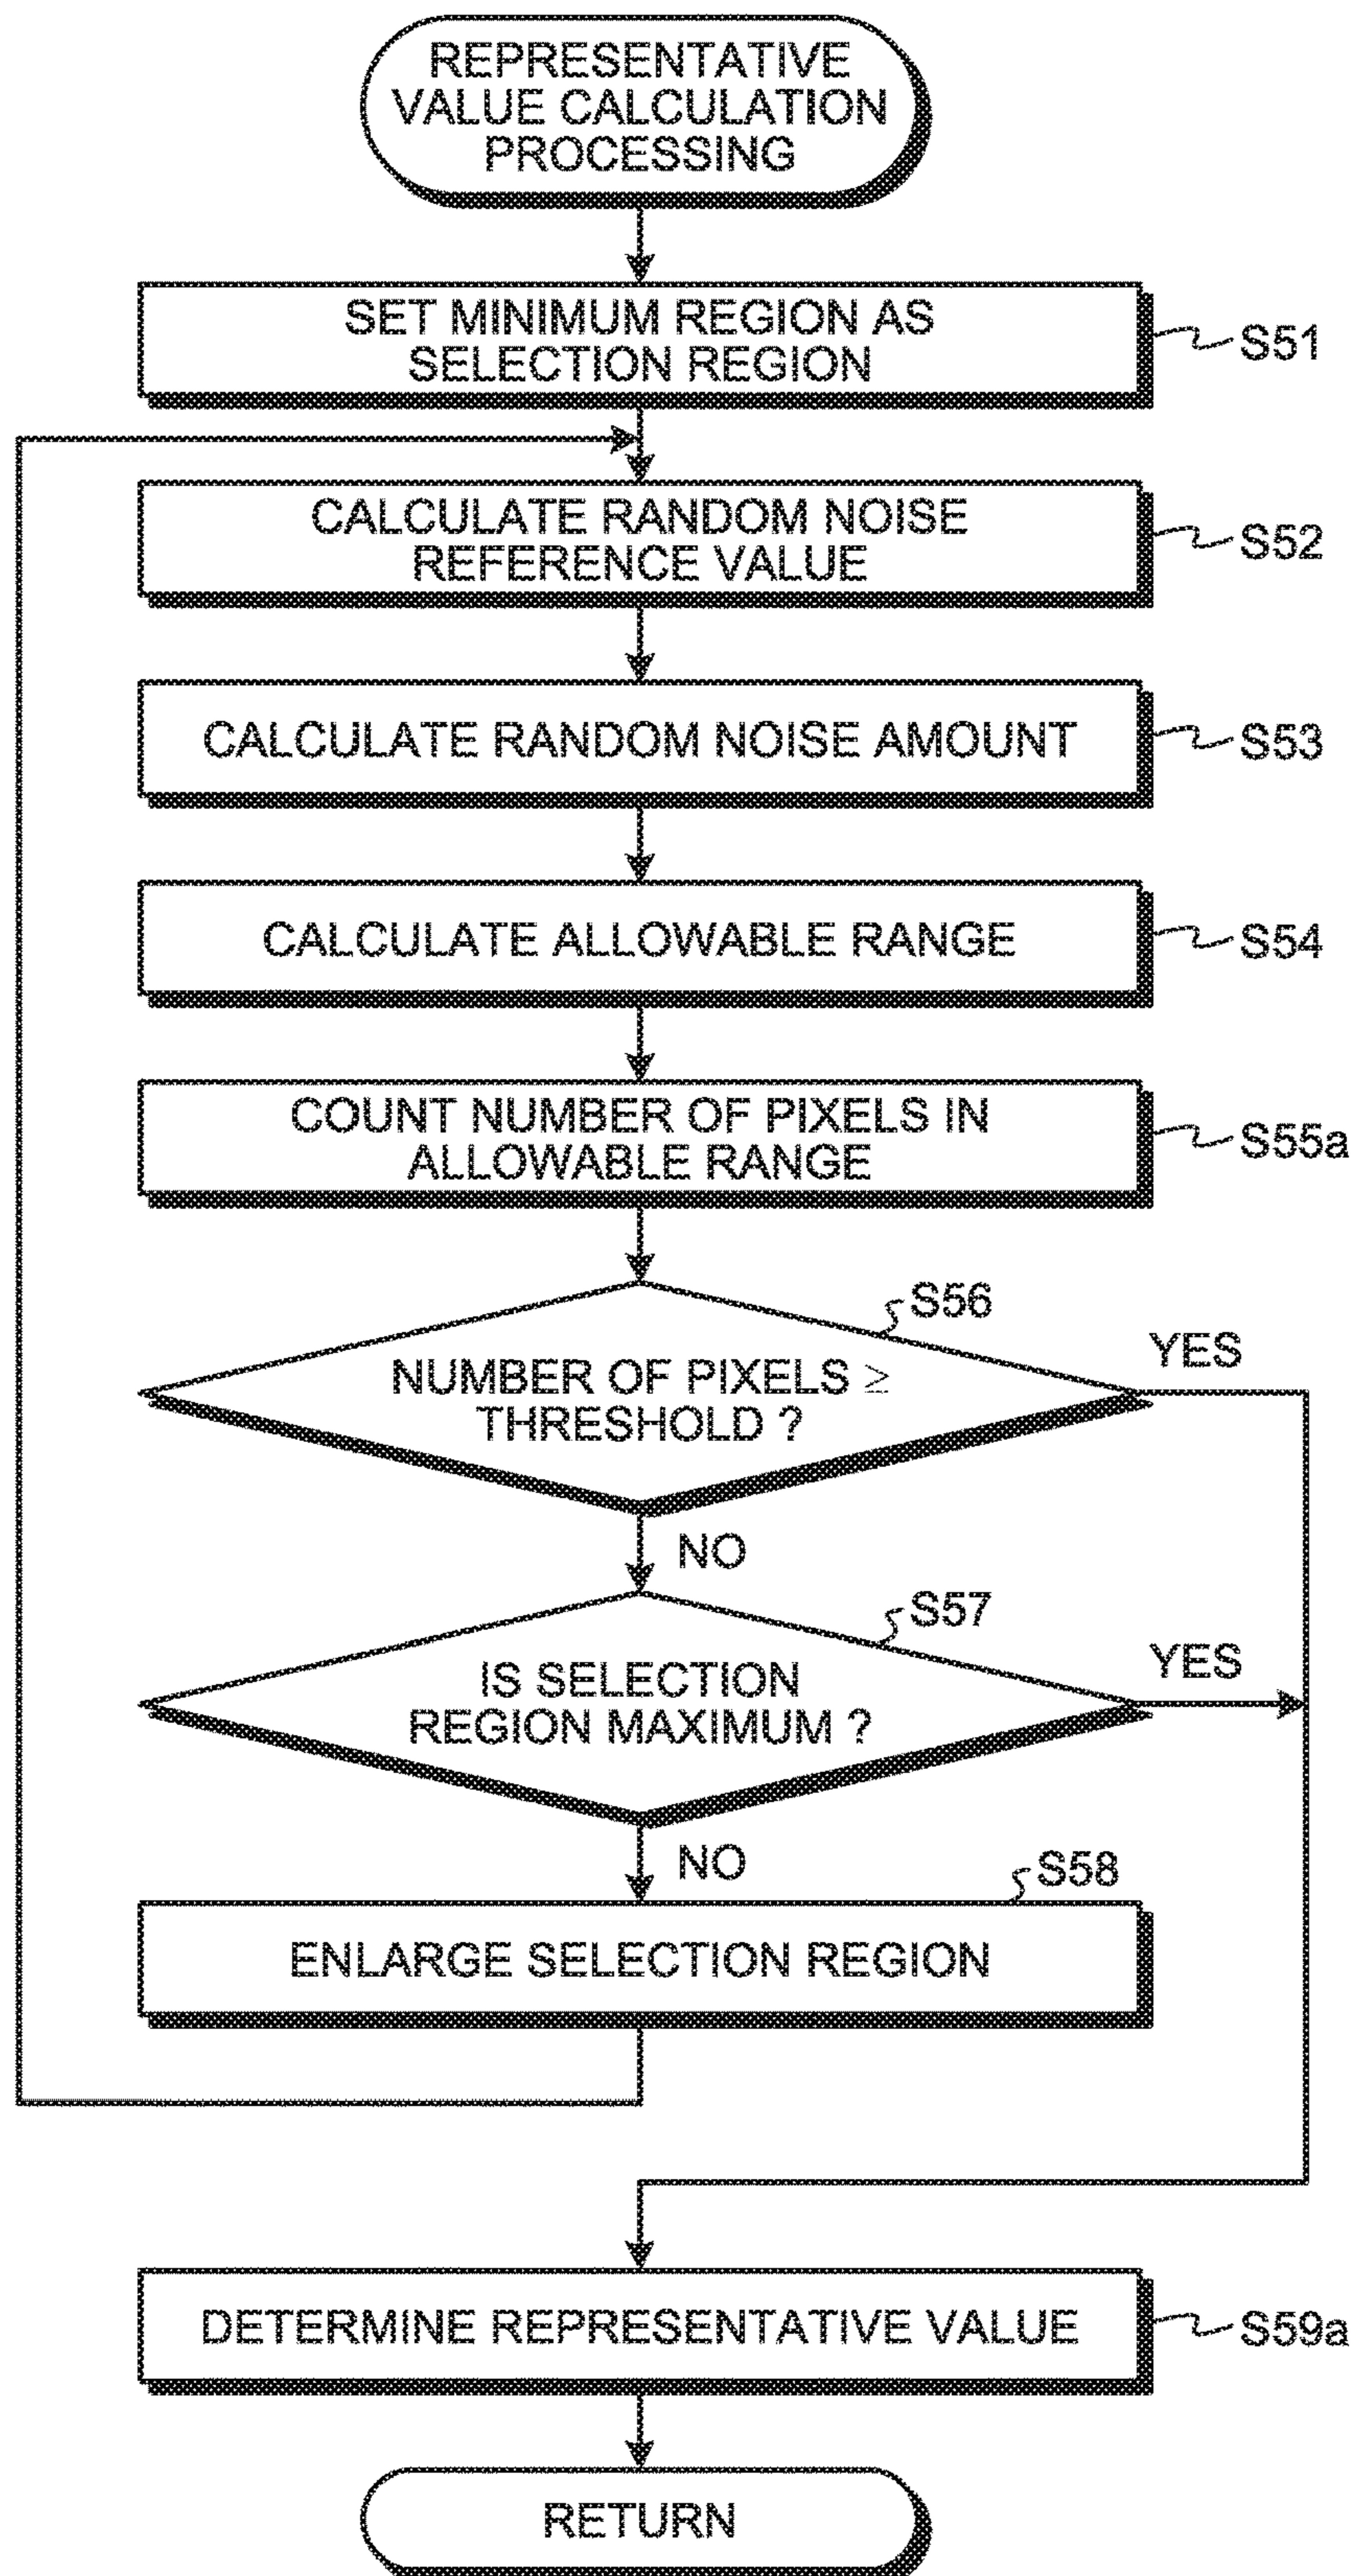 REPRESENTATIVE
VALUE CALCULATION
PROCESSING
SET MINIMUM REGION AS
SELECTION REGION
S51
CALCULATE RANDOM NOISE
REFERENCE VALUE
S52
CALCULATE RANDOM NOISE AMOUNT
S53
CALCULATE ALLOWABLE RANGE
S54
COUNT NUMBER OF PIXELS IN
ALLOWABLE RANGE
S55a
S56
NUMBER OF PIXELS ≥
THRESHOLD ?
YES
NO
S57
IS SELECTION
REGION MAXIMUM ?
YES
NO
S58
ENLARGE SELECTION REGION
DETERMINE REPRESENTATIVE VALUE
S59a
RETURN